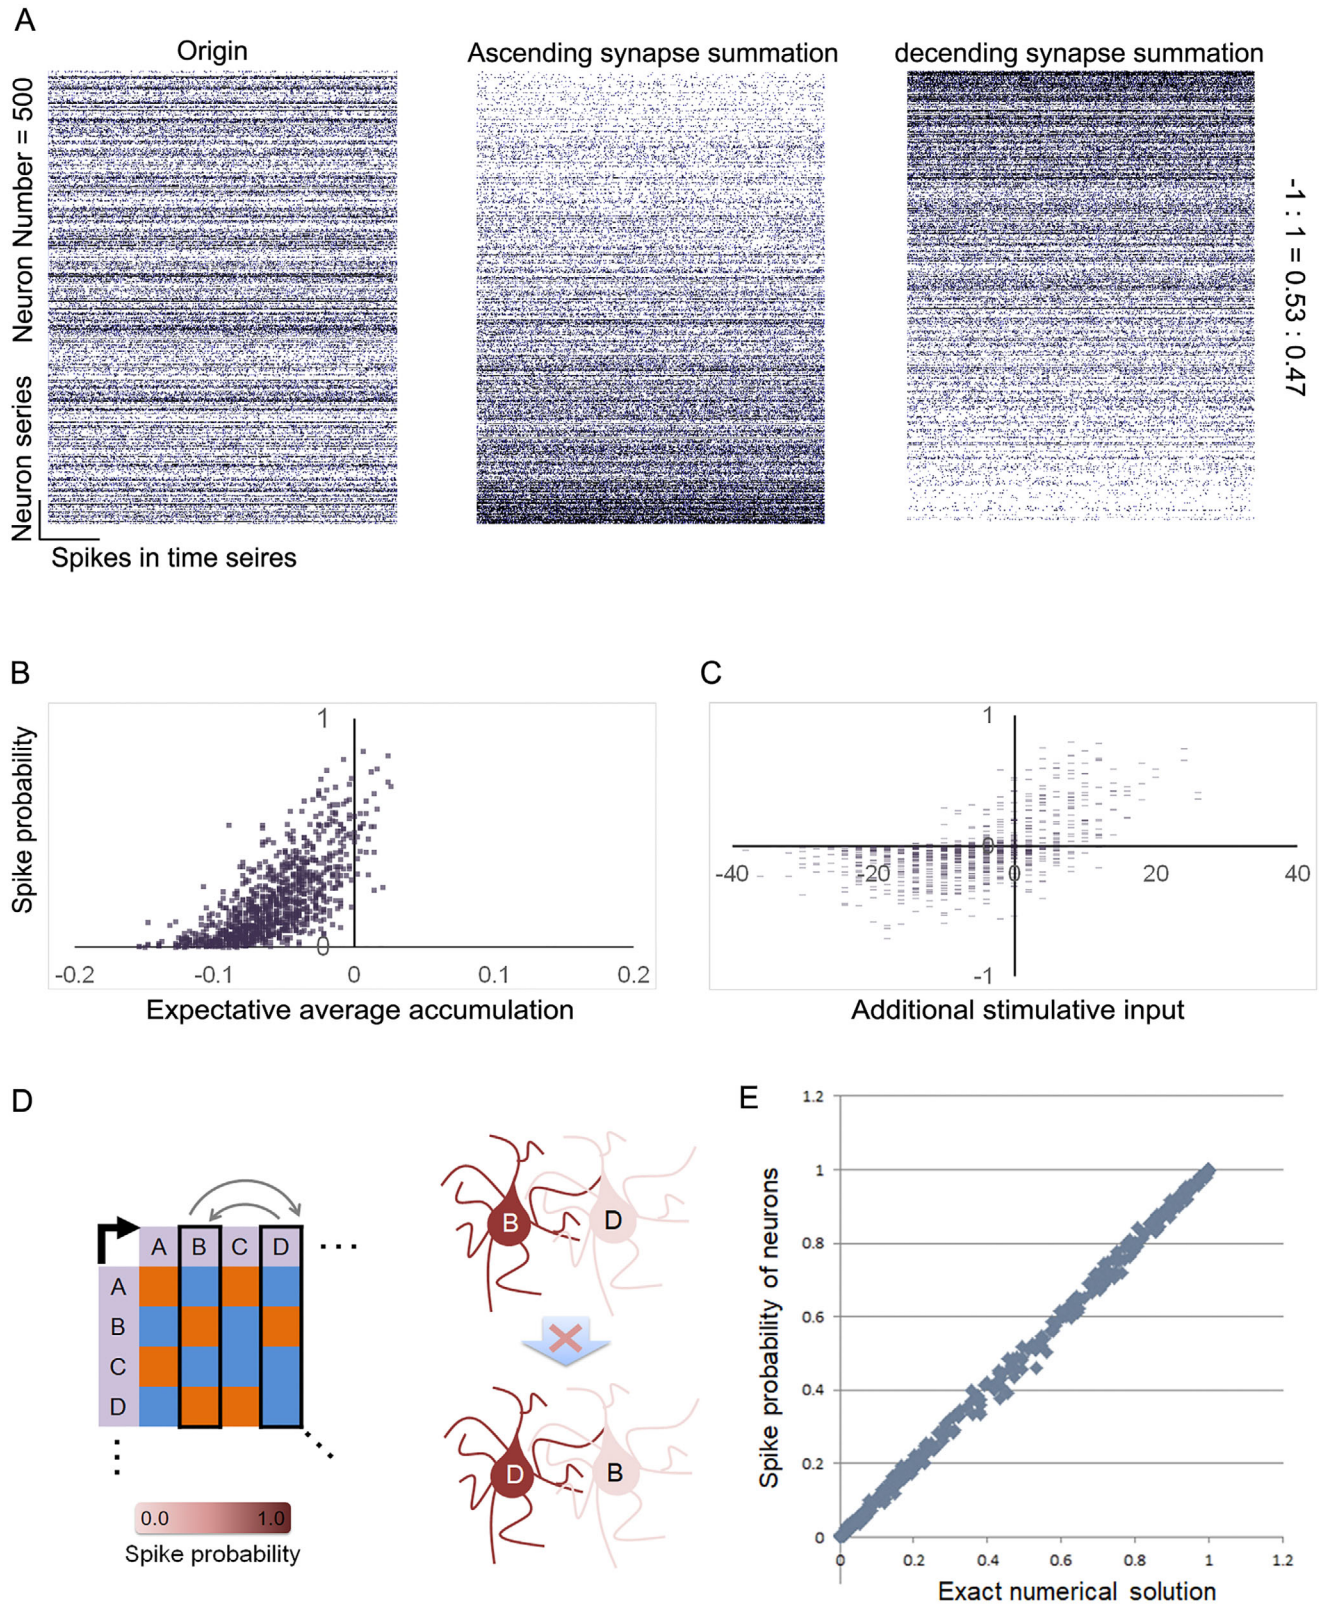 A
Origin
Ascending synapse summation
decending synapse summation
Neuron series Neuron Number = 500
-1 : 1 = 0.53 : 0.47
Spikes in time seires
B
Spike probability
1
0
-0.2 -0.1 0 0.1 0.2
Expectative average accumulation
C
1
0
-40 -20 0 20 40
-1
Additional stimulative input
D
A B C D ...
A
B
C
D
0.0 1.0
Spike probability
B D
D B
E
Spike probability of neurons
1.2
1
0.8
0.6
0.4
0.2
0
0 0.2 0.4 0.6 0.8 1 1.2
Exact numerical solution